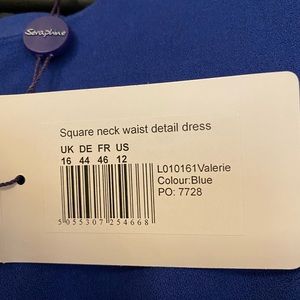 Seraphine
Square neck waist detail dress
UK DE FR US
16 44 46 12
L010161Valerie
Colour:Blue
PO: 7728
5 055307 254668